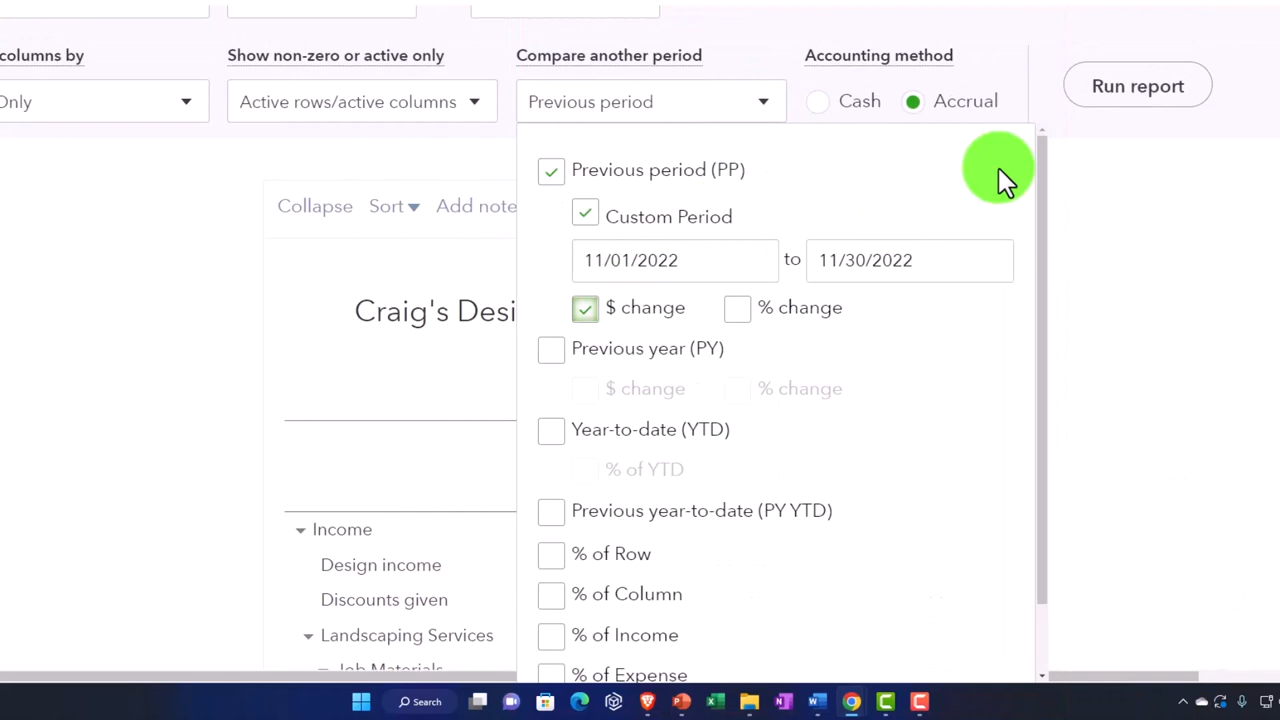 columns by
Show non-zero or active only
Compare another period
Accounting method
Only
Active rows/active columns
Previous period
Cash
Accrual
Run report
Previous period (PP)
Collapse
Sort
Add note
Custom Period
11/01/2022
to
11/30/2022
$ change
% change
Craig's Desi
Previous year (PY)
$ change
% change
Year-to-date (YTD)
% of YTD
Previous year-to-date (PY YTD)
Income
% of Row
Design income
% of Column
Discounts given
% of Income
Landscaping Services
Job Materials
% of Expense
Search